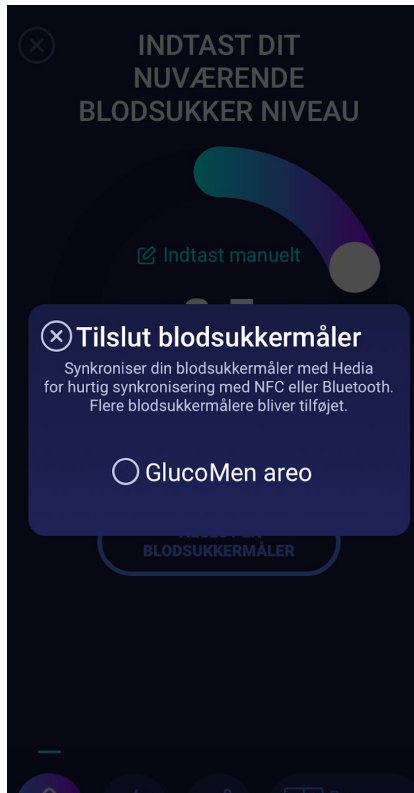 INDTAST DIT
NUVÆRENDE
BLODSUKKER NIVEAU
Indtast manuelt
Tilslut blodsukkermåler
Synkroniser din blodsukkermåler med Hedia
for hurtig synkronisering med NFC eller Bluetooth.
Flere blodsukkermålere bliver tilføjet.
GlucoMen areo
BLODSUKKERMÅLER